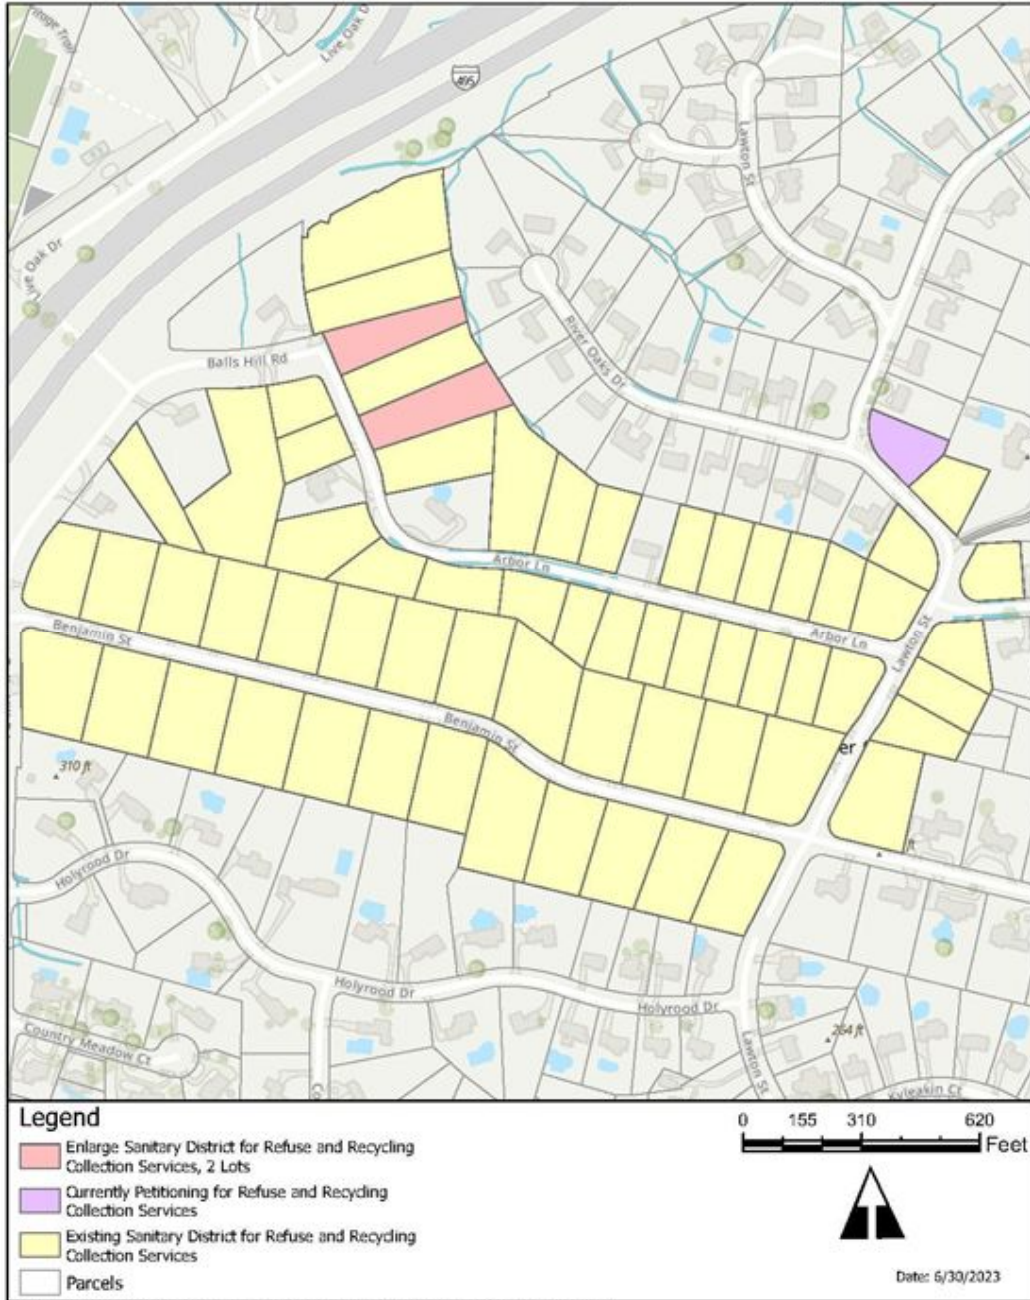 Live Oak Dr
495
Lawton St
Live Oak Dr
River Oaks Dr
Balls Hill Rd
Arbor Ln
Arbor Ln
Lawton St
Benjamin St
Benjamin St
er
310 ft
ft
Holyrood Dr
Holyrood Dr
Holyrood Dr
264 ft
Country Meadow Ct
Lawton St
Co
Kyleakin Ct
Legend
Enlarge Sanitary District for Refuse and Recycling
Collection Services, 2 Lots
Currently Petitioning for Refuse and Recycling
Collection Services
Existing Sanitary District for Refuse and Recycling
Collection Services
Parcels
0 155 310 620
Feet
Date: 6/30/2023